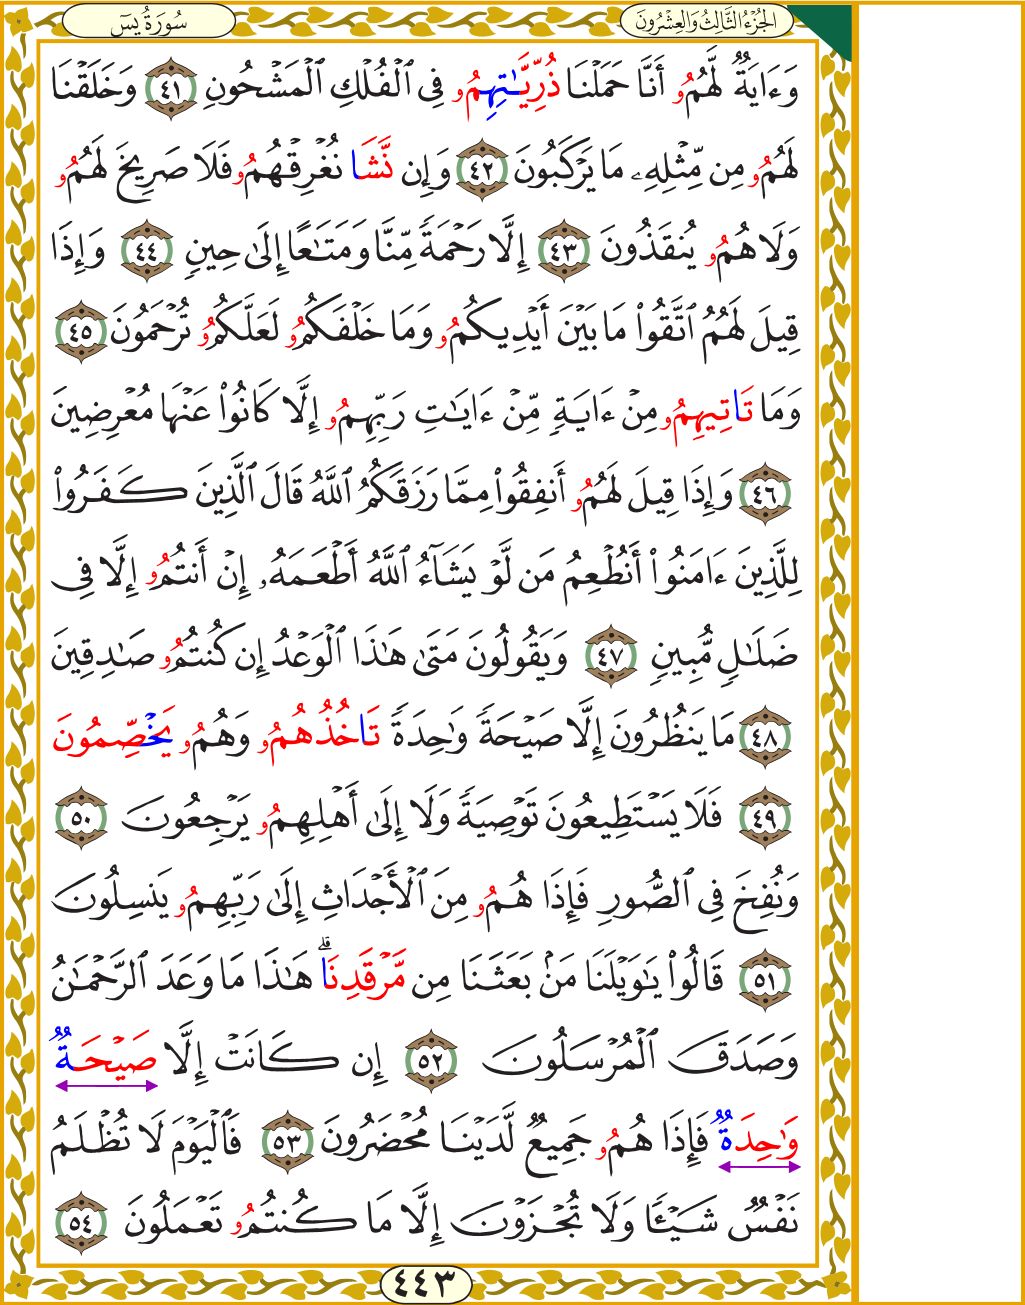 سُورَةُ يسٓ
الجُزْءُ الثَّالِثُ وَالعِشْرُونَ
وَءَايَةٌ لَّهُمُۥ أَنَّا حَمَلْنَا ذُرِّيَّـٰتِهِمُۥ فِى ٱلْفُلْكِ ٱلْمَشْحُونِ ٤١ وَخَلَقْنَا
لَهُمُۥ مِن مِّثْلِهِۦ مَا يَرْكَبُونَ ٤٢ وَإِن نَّشَا نُغْرِقْهُمُۥ فَلَا صَرِيخَ لَهُمُۥ
وَلَا هُمُۥ يُنقَذُونَ ٤٣ إِلَّا رَحْمَةً مِّنَّا وَمَتَـٰعًا إِلَىٰ حِينٍ ٤٤ وَإِذَا
قِيلَ لَهُمُ ٱتَّقُوا۟ مَا بَيْنَ أَيْدِيكُمُۥ وَمَا خَلْفَكُمُۥ لَعَلَّكُمُۥ تُرْحَمُونَ ٤٥
وَمَا تَاتِيهِمُۥ مِنْ ءَايَةٍ مِّنْ ءَايَـٰتِ رَبِّهِمُۥ إِلَّا كَانُوا۟ عَنْهَا مُعْرِضِينَ
٤٦ وَإِذَا قِيلَ لَهُمُۥ أَنفِقُوا۟ مِمَّا رَزَقَكُمُ ٱللَّهُ قَالَ ٱلَّذِينَ كَفَرُوا۟
لِلَّذِينَ ءَامَنُوٓا۟ أَنُطْعِمُ مَن لَّوْ يَشَآءُ ٱللَّهُ أَطْعَمَهُۥ إِنْ أَنتُمُۥ إِلَّا فِى
ضَلَـٰلٍ مُّبِينٍ ٤٧ وَيَقُولُونَ مَتَىٰ هَـٰذَا ٱلْوَعْدُ إِن كُنتُمُۥ صَـٰدِقِينَ
٤٨ مَا يَنظُرُونَ إِلَّا صَيْحَةً وَٰحِدَةً تَاخُذُهُمُۥ وَهُمُۥ يَخْصِّمُونَ
٤٩ فَلَا يَسْتَطِيعُونَ تَوْصِيَةً وَلَا إِلَىٰ أَهْلِهِمُۥ يَرْجِعُونَ ٥٠
وَنُفِخَ فِى ٱلصُّورِ فَإِذَا هُمُۥ مِنَ ٱلْأَجْدَاثِ إِلَىٰ رَبِّهِمُۥ يَنسِلُونَ
٥١ قَالُوا۟ يَـٰوَيْلَنَا مَنۢ بَعَثَنَا مِن مَّرْقَدِنَا ۗ هَـٰذَا مَا وَعَدَ ٱلرَّحْمَـٰنُ
وَصَدَقَ ٱلْمُرْسَلُونَ ٥٢ إِن كَانَتْ إِلَّا صَيْحَةٌ
وَٰحِدَةٌ فَإِذَا هُمُۥ جَمِيعٌ لَّدَيْنَا مُحْضَرُونَ ٥٣ فَٱلْيَوْمَ لَا تُظْلَمُ
نَفْسٌ شَيْـًٔا وَلَا تُجْزَوْنَ إِلَّا مَا كُنتُمُۥ تَعْمَلُونَ ٥٤
٤٤٣